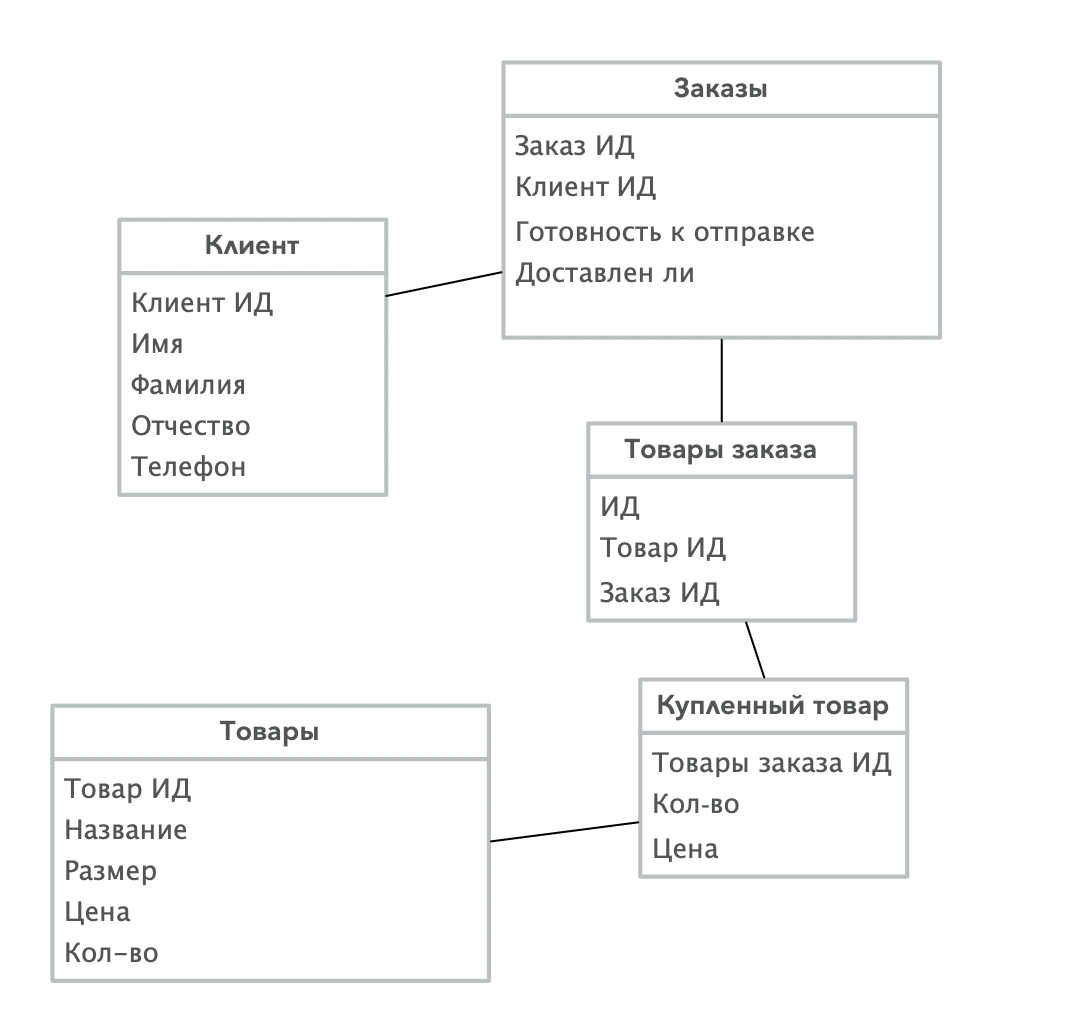 Заказы
Заказ ИД
Клиент ИД
Готовность к отправке
Доставлен ли
Клиент
Клиент ИД
Имя
Фамилия
Отчество
Телефон
Товары заказа
ИД
Товар ИД
Заказ ИД
Купленный товар
Товары заказа ИД
Кол-во
Цена
Товары
Товар ИД
Название
Размер
Цена
Кол-во